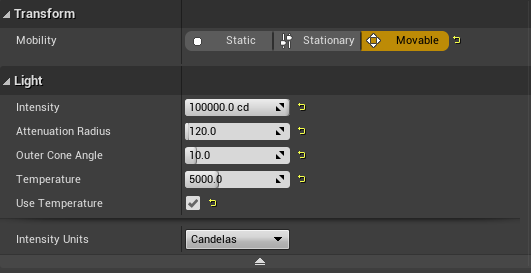 Transform
Mobility Static Stationary Movable
Light
Intensity 100000.0 cd
Attenuation Radius 120.0
Outer Cone Angle 10.0
Temperature 5000.0
Use Temperature
Intensity Units Candelas